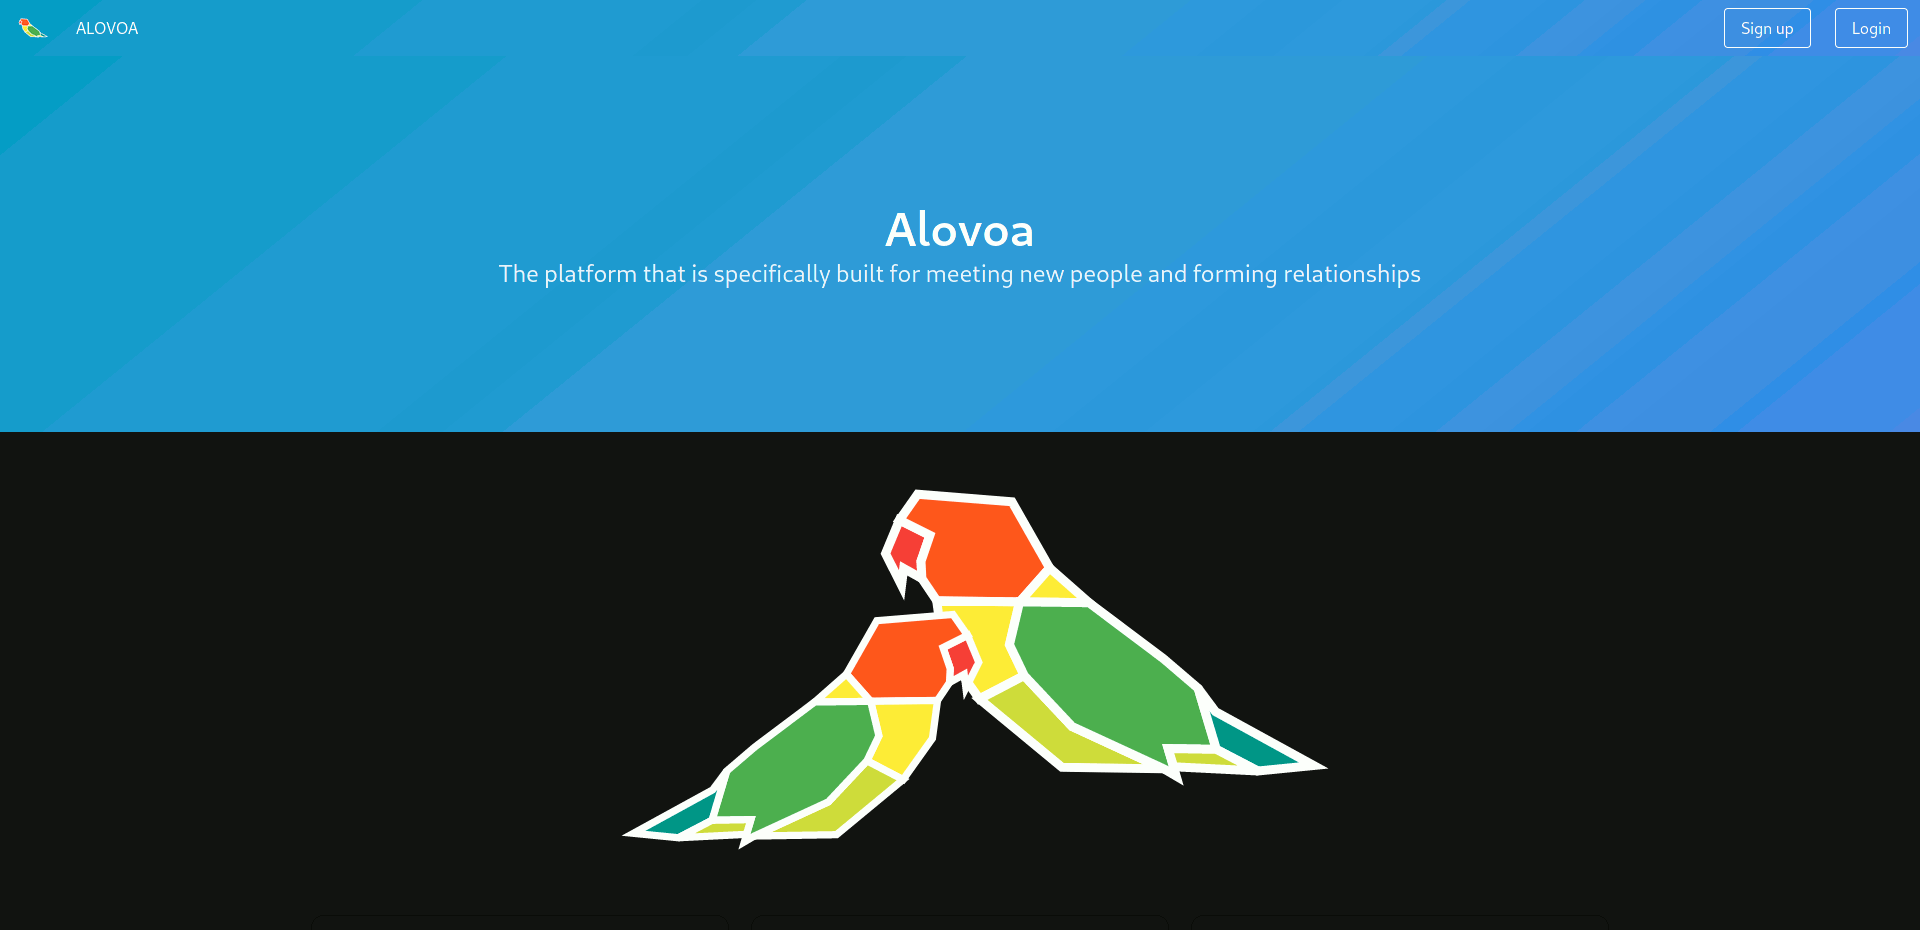 ALOVOA
Sign up
Login
Alovoa
The platform that is specifically built for meeting new people and forming relationships